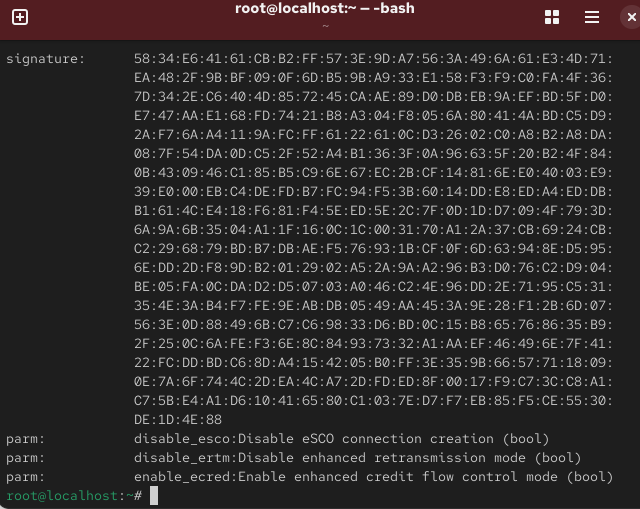 root@localhost:~ — -bash
~
signature: 58:34:E6:41:61:CB:B2:FF:57:3E:9D:A7:56:3A:49:6A:61:E3:4D:71:
EA:48:2F:9B:BF:09:0F:6D:B5:9B:A9:33:E1:58:F3:F9:C0:FA:4F:36:
7D:34:2E:C6:40:4D:85:72:45:CA:AE:89:D0:DB:EB:9A:EF:BD:5F:D0:
E7:47:AA:E1:68:FD:74:21:B8:A3:04:F8:05:6A:80:41:4A:BD:C5:D9:
2A:F7:6A:A4:11:9A:FC:FF:61:22:61:0C:D3:26:02:C0:A8:B2:A8:DA:
08:7F:54:DA:0D:C5:2F:52:A4:B1:36:3F:0A:96:63:5F:20:B2:4F:84:
0B:43:09:46:C1:85:B5:C9:6E:67:EC:2B:CF:14:81:6E:E0:40:03:E9:
39:E0:00:EB:C4:DE:FD:B7:FC:94:F5:3B:60:14:DD:E8:ED:A4:ED:DB:
B1:61:4C:E4:18:F6:81:F4:5E:ED:5E:2C:7F:0D:1D:D7:09:4F:79:3D:
6A:9A:6B:35:04:A1:1F:16:0C:1C:00:31:70:A1:2A:37:CB:69:24:CB:
C2:29:68:79:BD:B7:DB:AE:F5:76:93:1B:CF:0F:6D:63:94:8E:D5:95:
6E:DD:2D:F8:9D:B2:01:29:02:A5:2A:9A:A2:96:B3:D0:76:C2:D9:04:
BE:05:FA:0C:DA:D2:D5:07:03:A0:46:C2:4E:96:DD:2E:71:95:C5:31:
35:4E:3A:B4:F7:FE:9E:AB:DB:05:49:AA:45:3A:9E:28:F1:2B:6D:07:
56:3E:0D:88:49:6B:C7:C6:98:33:D6:BD:0C:15:B8:65:76:86:35:B9:
2F:25:0C:6A:FE:F3:6E:8C:84:93:73:32:A1:AA:EF:46:49:6E:7F:41:
22:FC:DD:BD:C6:8D:A4:15:42:05:B0:FF:3E:35:9B:66:57:71:18:09:
0E:7A:6F:74:4C:2D:EA:4C:A7:2D:FD:ED:8F:00:17:F9:C7:3C:C8:A1:
C7:5B:E4:A1:D6:10:41:65:80:C1:03:7E:D7:F7:EB:85:F5:CE:55:30:
DE:1D:4E:88
parm: disable_esco:Disable eSCO connection creation (bool)
parm: disable_ertm:Disable enhanced retransmission mode (bool)
parm: enable_ecred:Enable enhanced credit flow control mode (bool)
root@localhost:~#